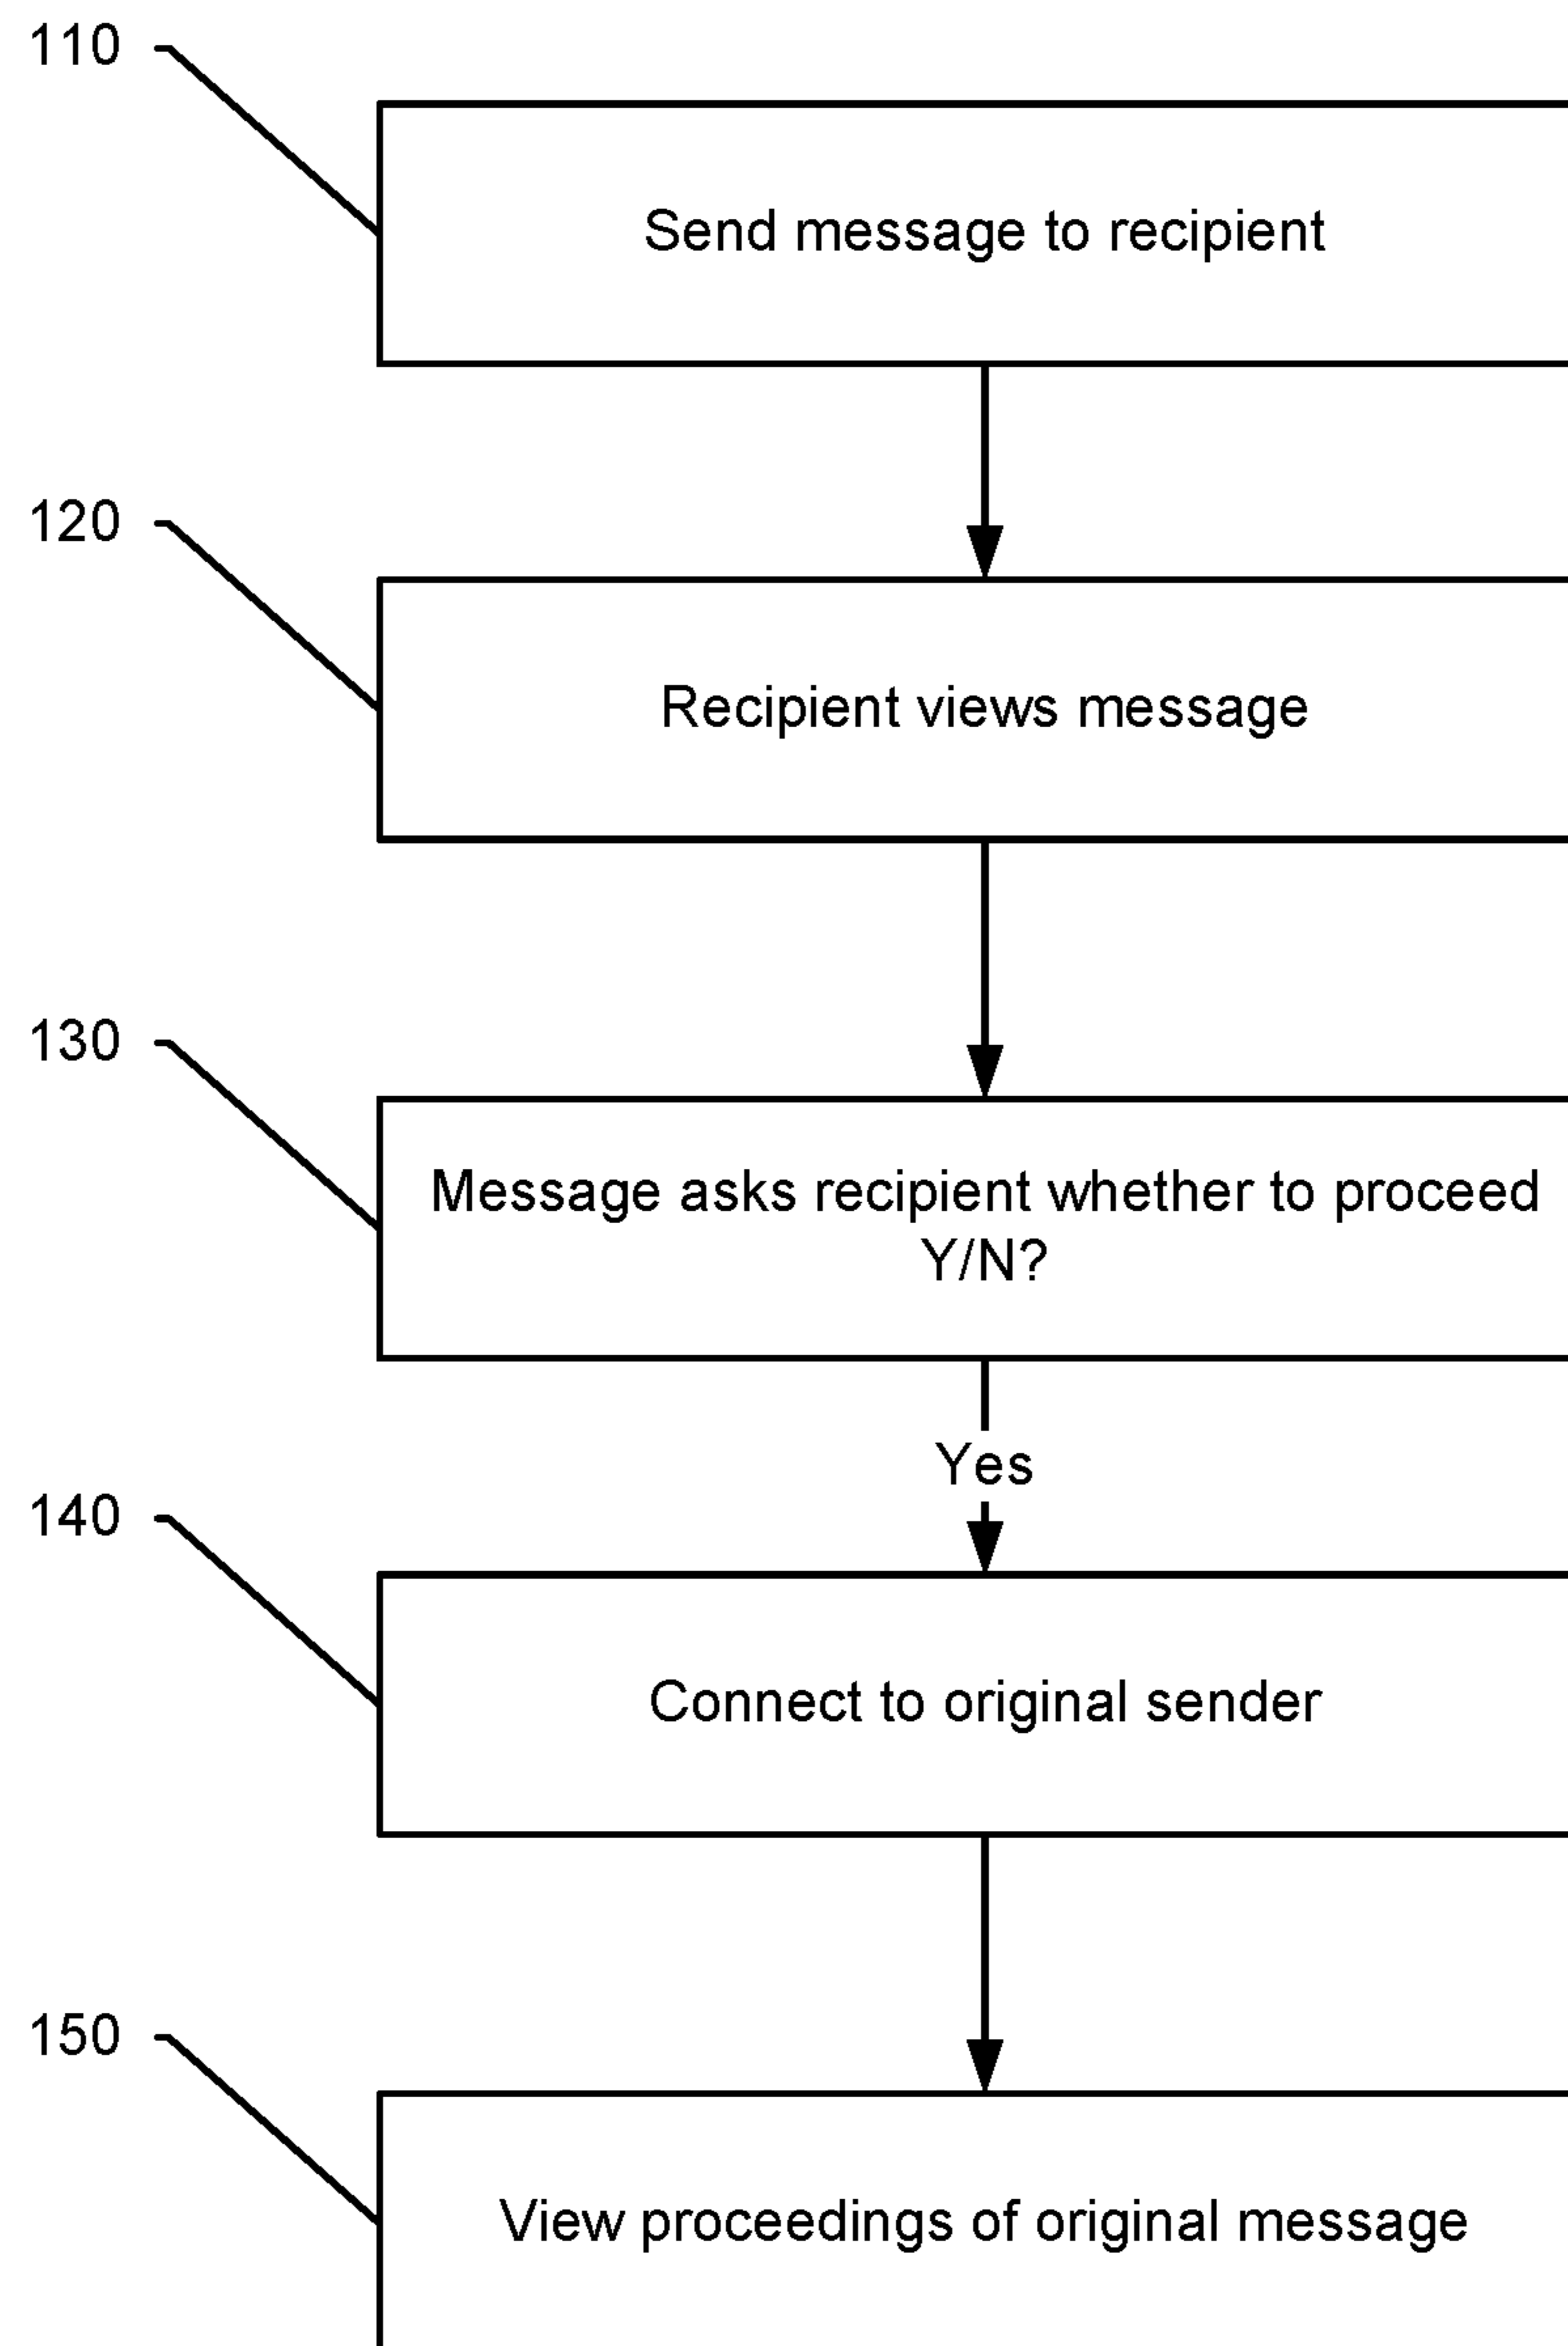 110
Send message to recipient
120
Recipient views message
130
Message asks recipient whether to proceed
Y/N?
Yes
140
Connect to original sender
150
View proceedings of original message